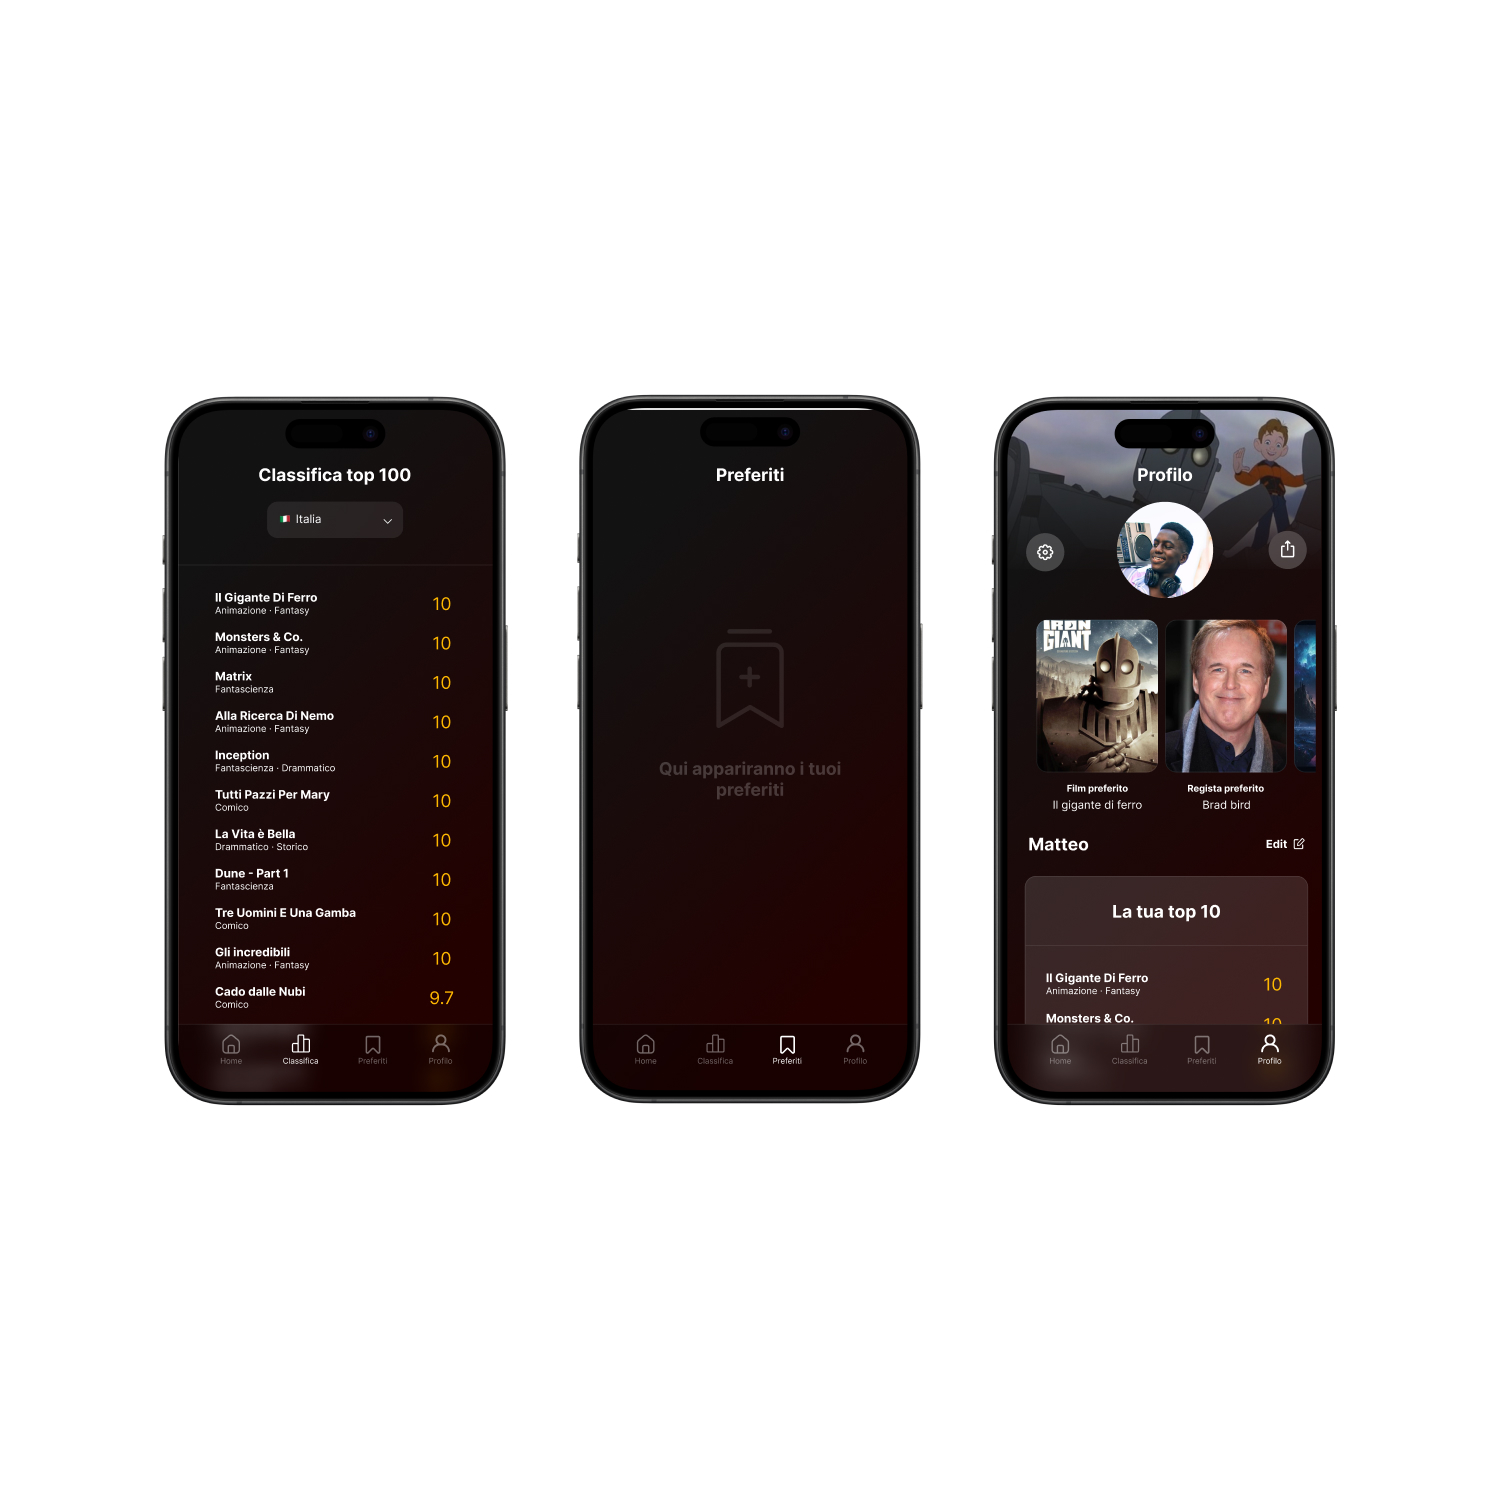 Classifica top 100
Italia
Il Gigante Di Ferro
Animazione · Fantasy
10
Monsters & Co.
Animazione · Fantasy
10
Matrix
Fantascienza
10
Alla Ricerca Di Nemo
Animazione · Fantasy
10
Inception
Fantascienza · Drammatico
10
Tutti Pazzi Per Mary
Comico
10
La Vita è Bella
Drammatico · Storico
10
Dune - Part 1
Fantascienza
10
Tre Uomini E Una Gamba
Comico
10
Gli incredibili
Animazione · Fantasy
10
Cado dalle Nubi
Comico
9.7
Home
Classifica
Preferiti
Profilo
Preferiti
Qui appariranno i tuoi
preferiti
Home
Classifica
Preferiti
Profilo
Profilo
IRON
GIANT
Film preferito
Il gigante di ferro
Regista preferito
Brad bird
Matteo
Edit
La tua top 10
Il Gigante Di Ferro
Animazione · Fantasy
10
Monsters & Co.
10
Home
Classifica
Preferiti
Profilo